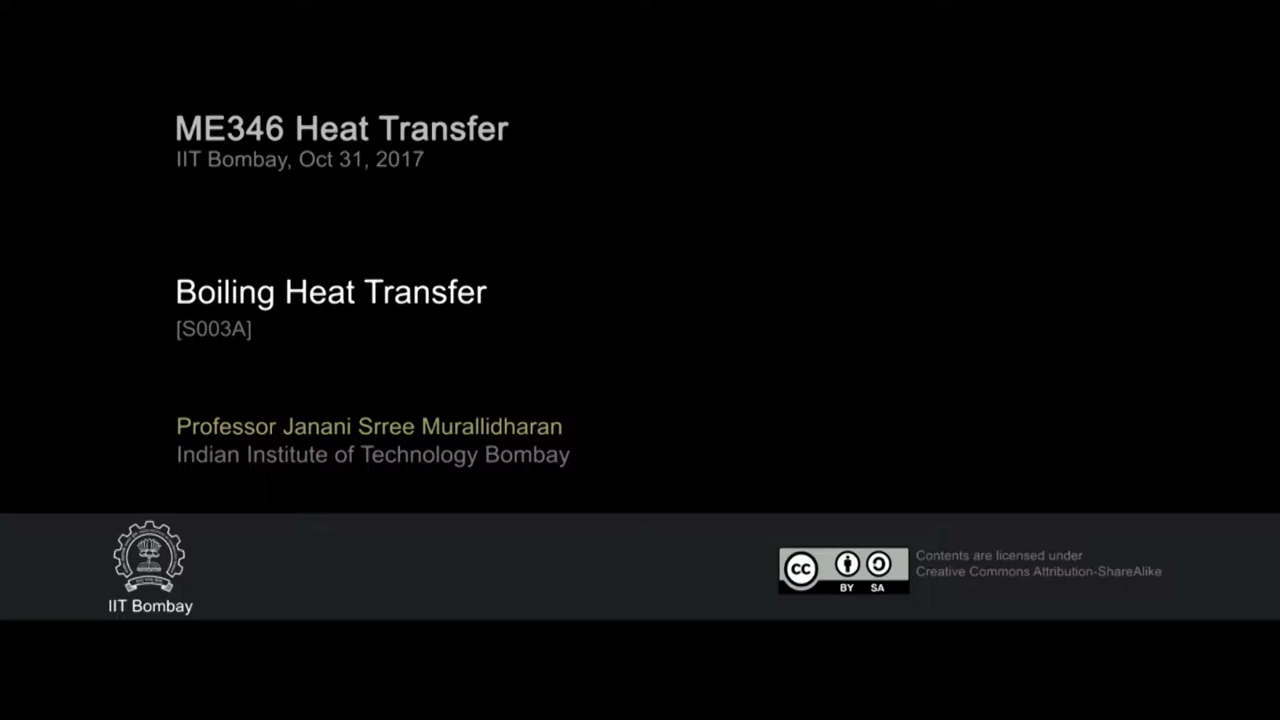 ME346 Heat Transfer
IIT Bombay, Oct 31, 2017
Boiling Heat Transfer
[S003A]
Professor Janani Srree Murallidharan
Indian Institute of Technology Bombay
IIT Bombay
cc
BY SA
Contents are licensed under
Creative Commons Attribution-ShareAlike